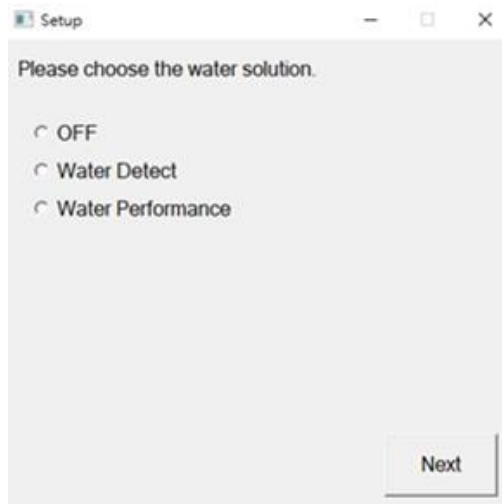 Setup
Please choose the water solution.
OFF
Water Detect
Water Performance
Next